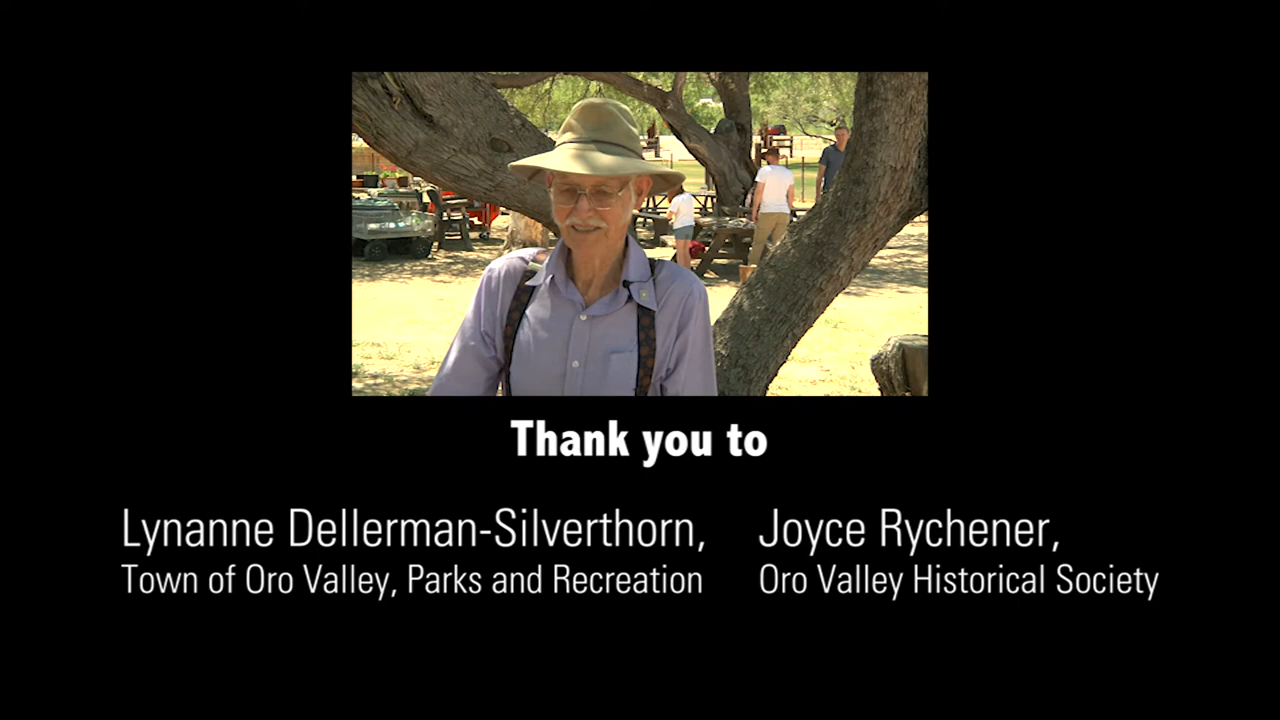 Thank you to
Lynanne Dellerman-Silverthorn,
Town of Oro Valley, Parks and Recreation
Joyce Rychener,
Oro Valley Historical Society